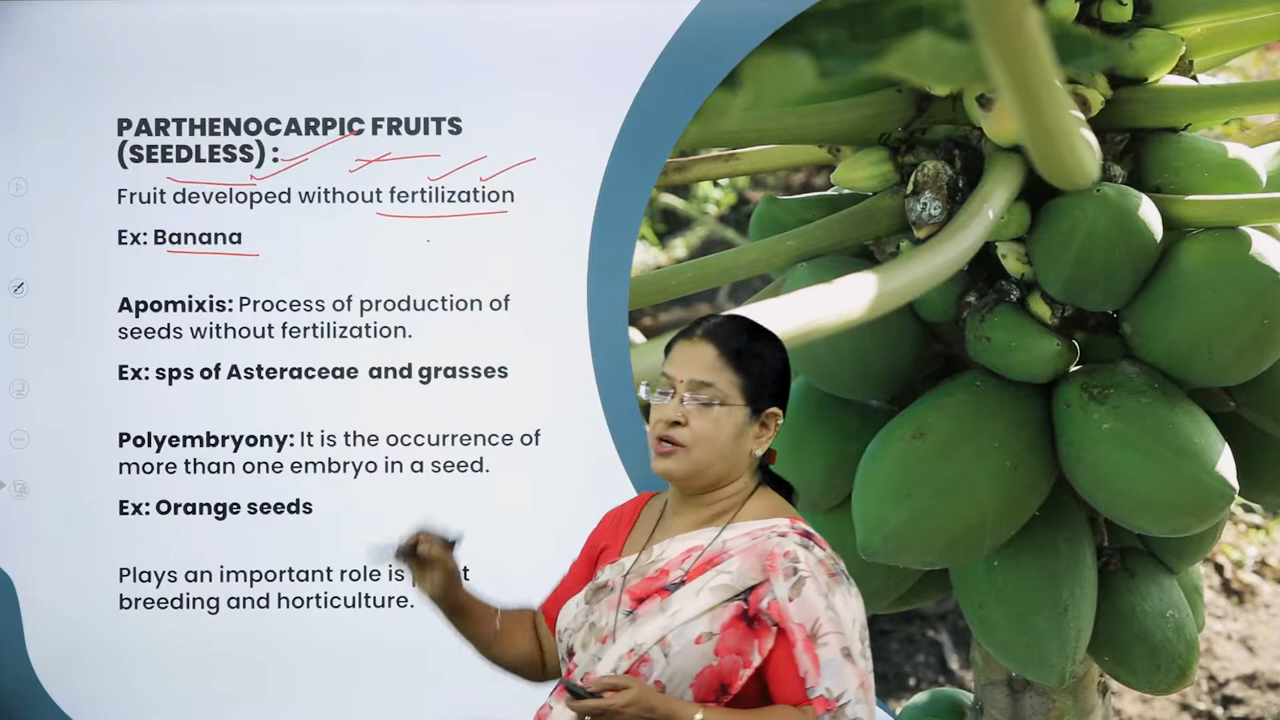 PARTHENOCARPIC FRUITS
(SEEDLESS) :
Fruit developed without fertilization
Ex: Banana
Apomixis: Process of production of
seeds without fertilization.
Ex: sps of Asteraceae and grasses
Polyembryony: It is the occurrence of
more than one embryo in a seed.
Ex: Orange seeds
Plays an important role is
breeding and horticulture.